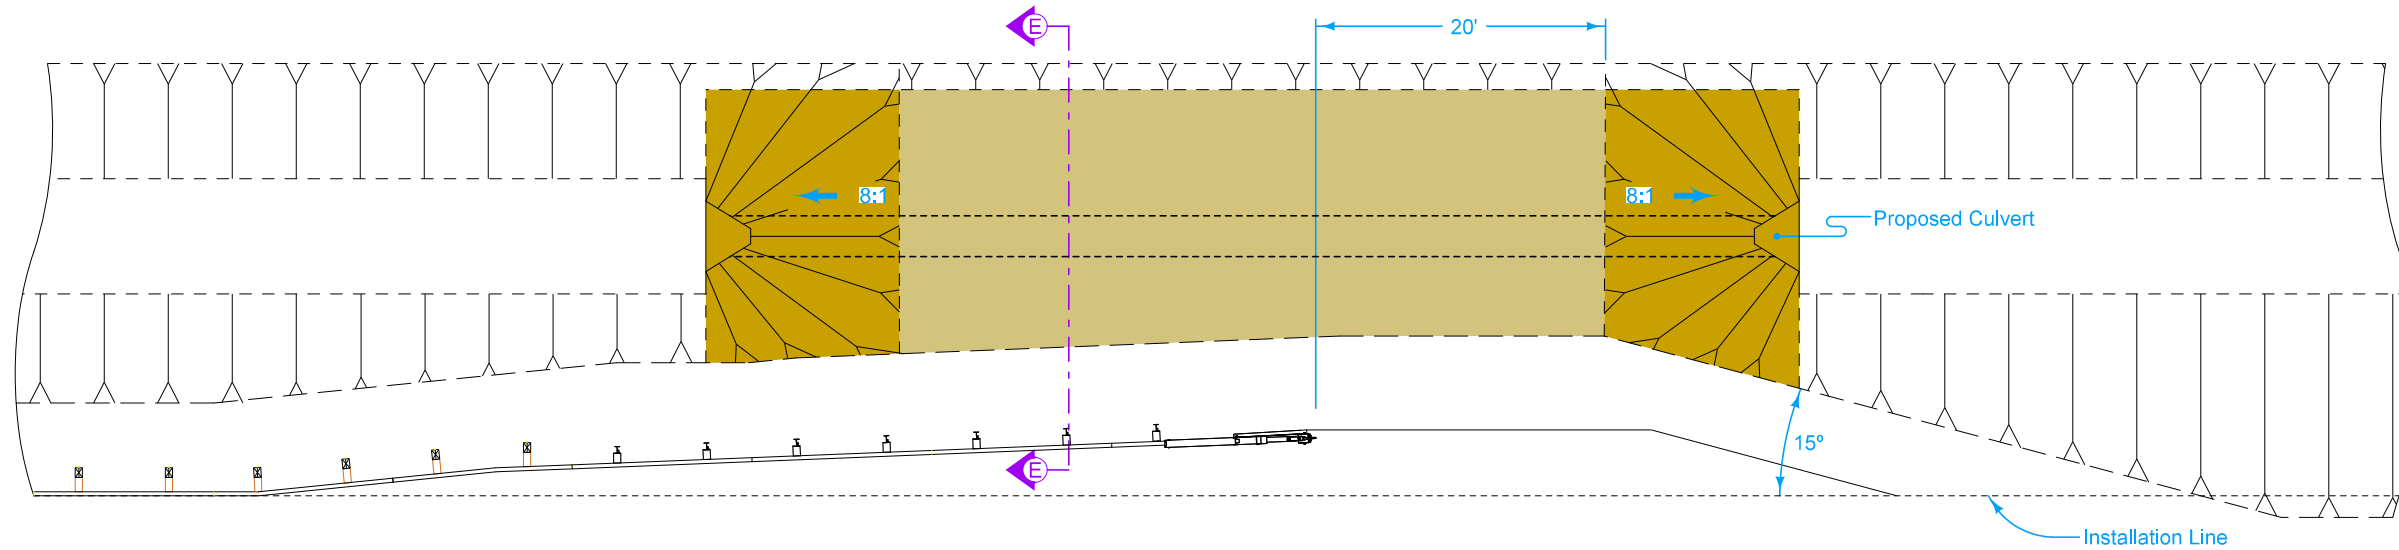 E
20'
8:1
8:1
Proposed Culvert
15º
E
Installation Line